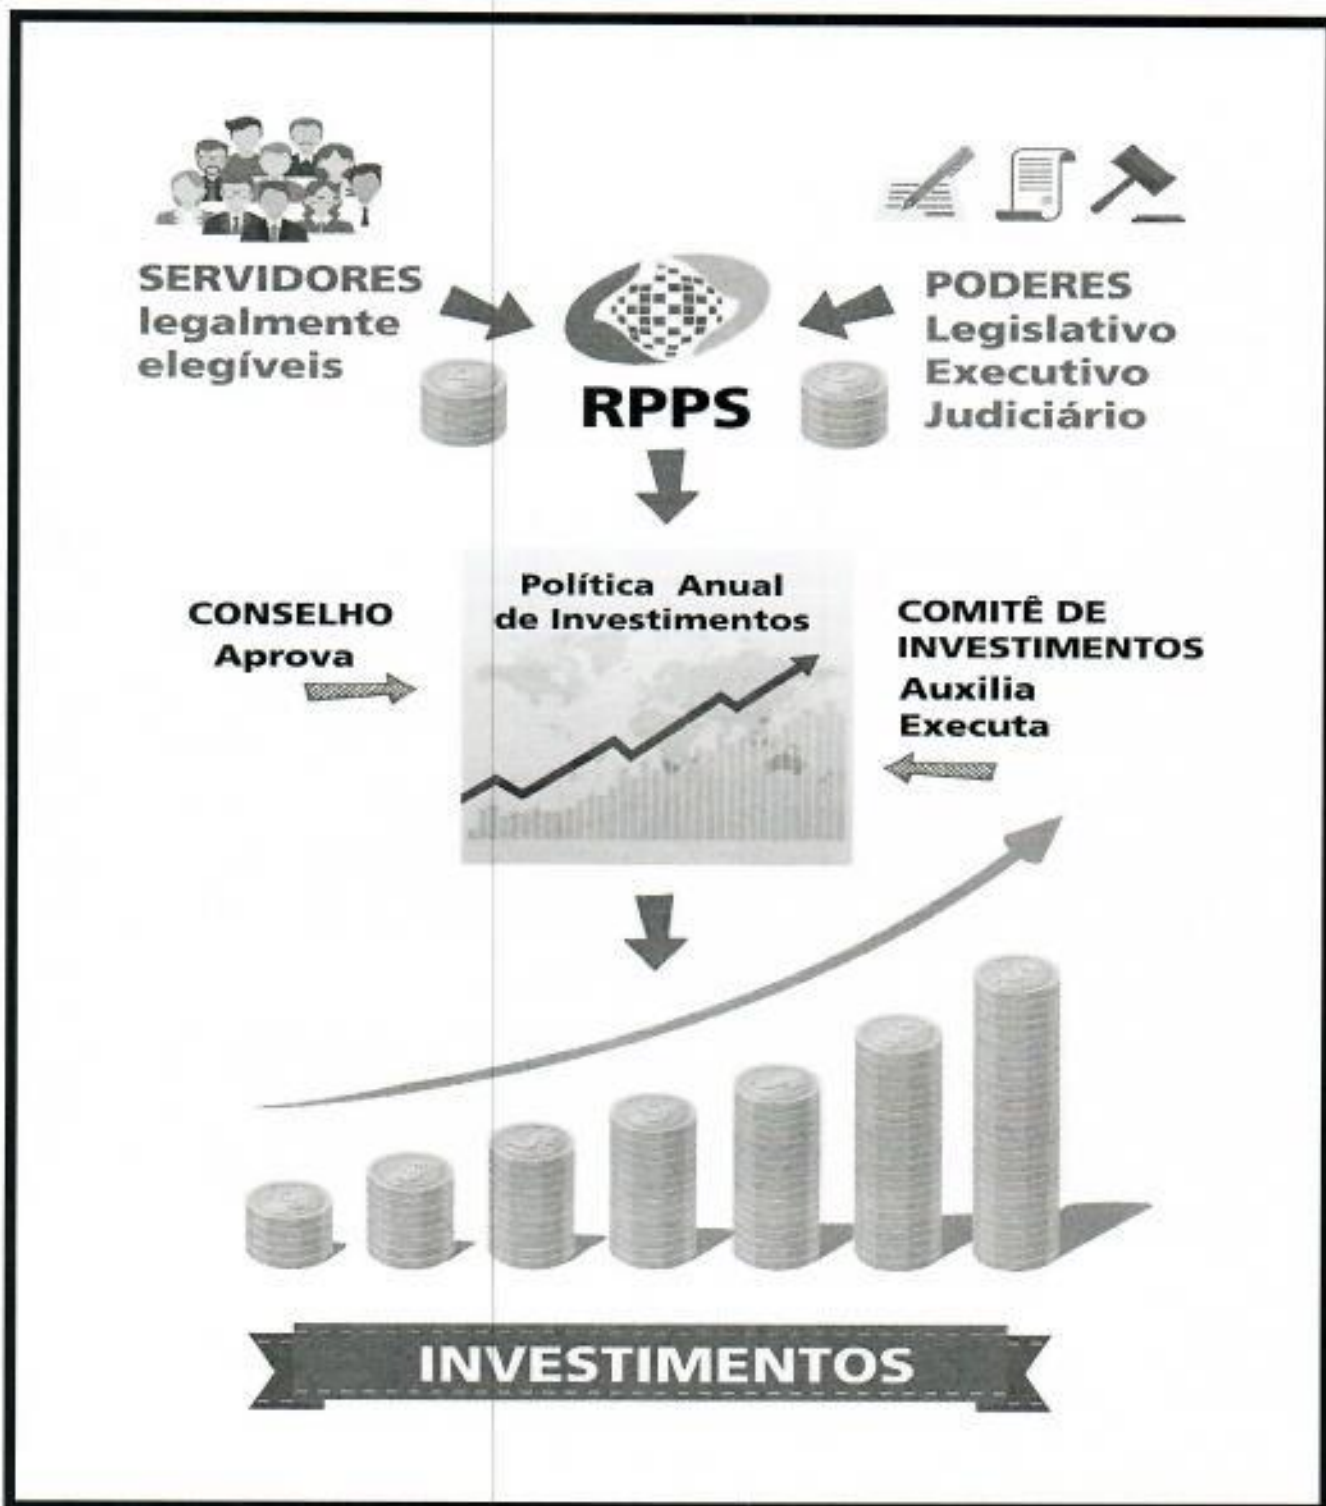 SERVIDORES
legalmente
elegíveis
RPPS
PODERES
Legislativo
Executivo
Judiciário
CONSELHO
Aprova
Política Anual
de Investimentos
COMITÊ DE
INVESTIMENTOS
Auxilia
Executa
INVESTIMENTOS